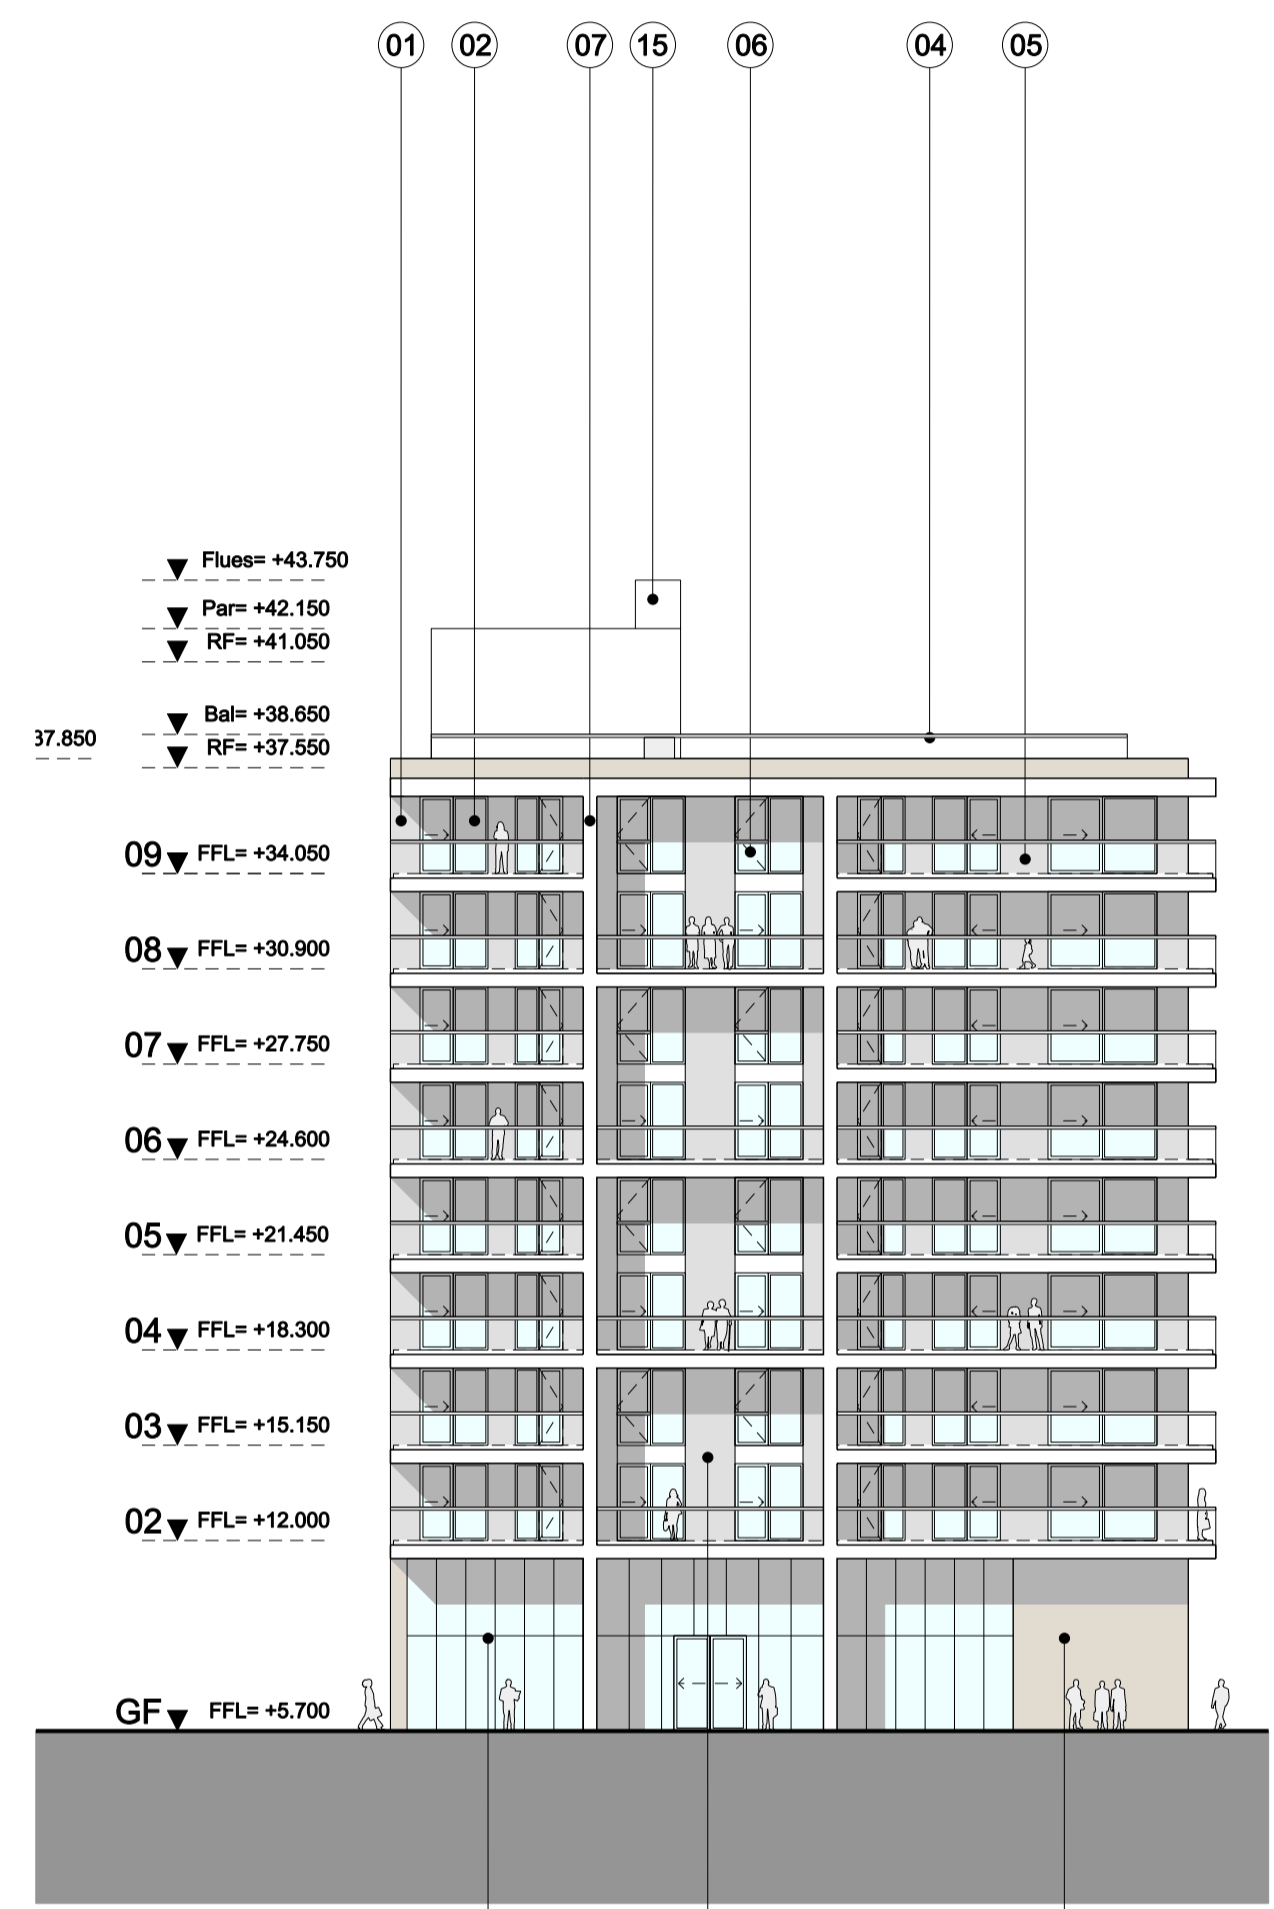 01 02 07 15 06 04 05
Flues= +43.750
Par= +42.150
RF= +41.050
Bal= +38.650
37.850
RF= +37.550
09 FFL= +34.050
08 FFL= +30.900
07 FFL= +27.750
06 FFL= +24.600
05 FFL= +21.450
04 FFL= +18.300
03 FFL= +15.150
02 FFL= +12.000
GF FFL= +5.700